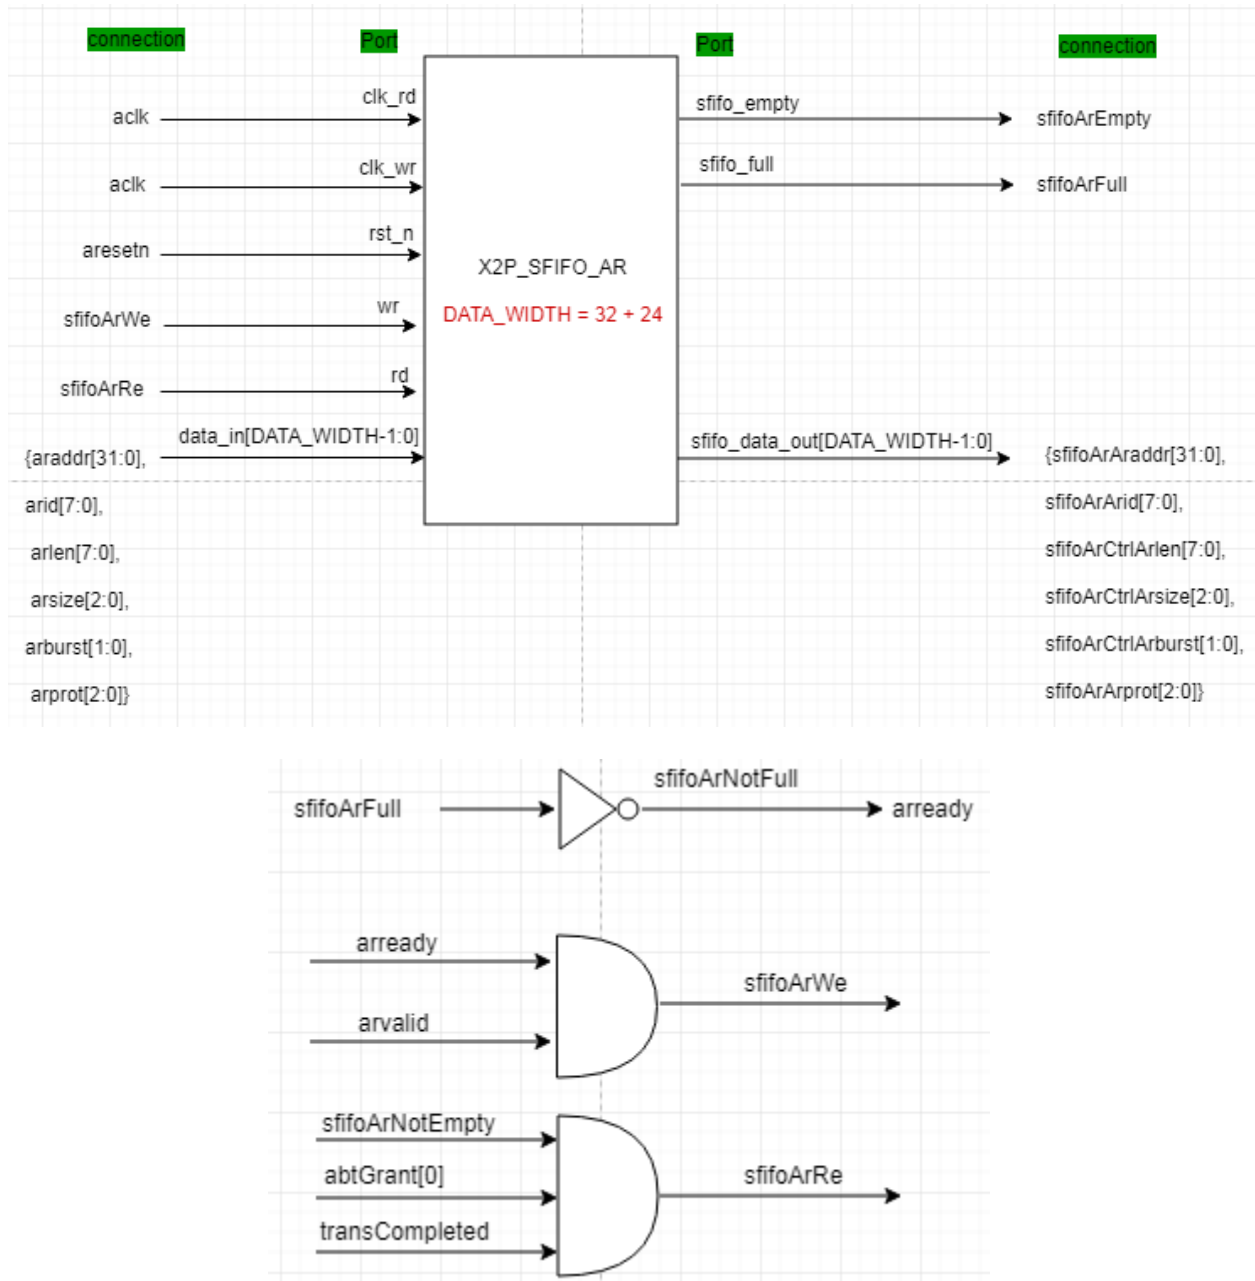 connection Port Port connection
clk_rd sfifo_empty
aclk sfifoArEmpty
clk_wr sfifo_full
aclk sfifoArFull
rst_n
aresetn
X2P_SFIFO_AR
wr
sfifoArWe DATA_WIDTH = 32 + 24
rd
sfifoArRe
data_in[DATA_WIDTH-1:0] sfifo_data_out[DATA_WIDTH-1:0]
{araddr[31:0], {sfifoArAraddr[31:0],
arid[7:0], sfifoArArid[7:0],
arlen[7:0], sfifoArCtrlArlen[7:0],
arsize[2:0], sfifoArCtrlArsize[2:0],
arburst[1:0], sfifoArCtrlArburst[1:0],
arprot[2:0]} sfifoArArprot[2:0]}
sfifoArNotFull
sfifoArFull arready
arready
sfifoArWe
arvalid
sfifoArNotEmpty
abtGrant[0] sfifoArRe
transCompleted